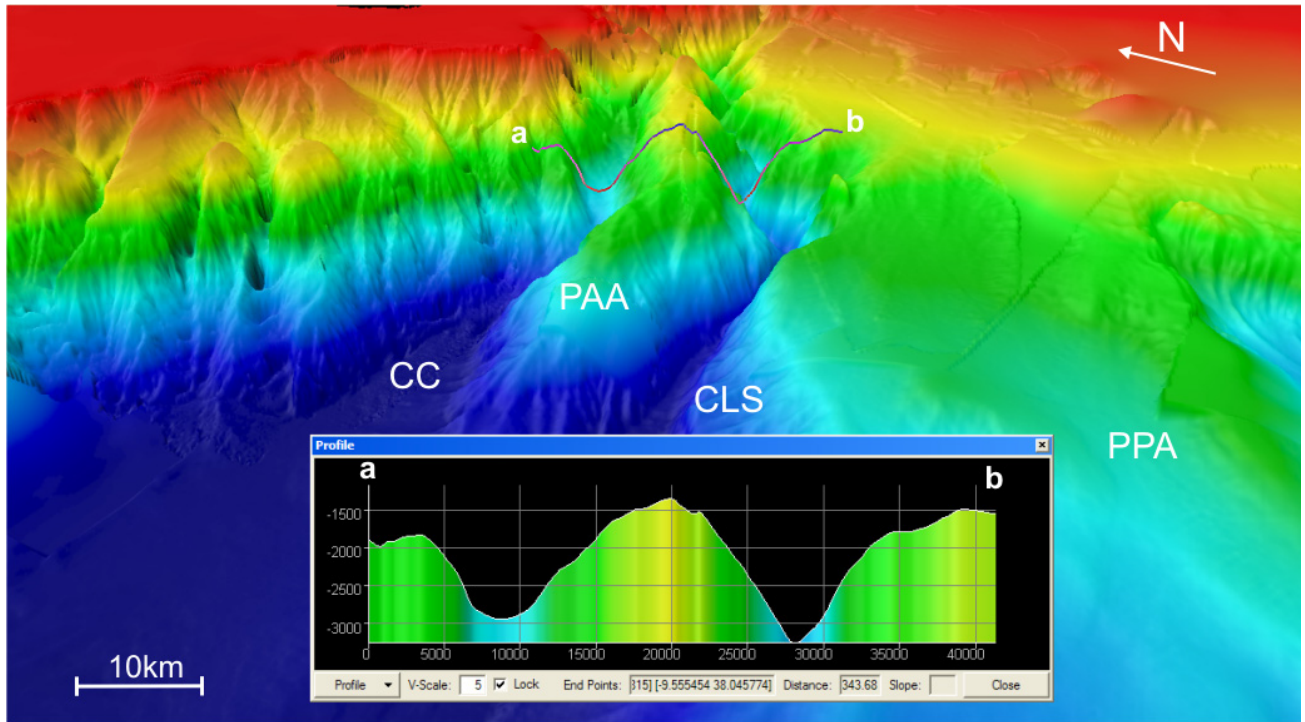 N
a
b
PAA
CC
CLS
PPA
Profile
a
b
-1500
-2000
-2500
-3000
0 5000 10000 15000 20000 25000 30000 35000 40000
10km
Profile V-Scale: 5 Lock End Points: 315] [-9.555454 38.045774] Distance: 343.68 Slope: Close